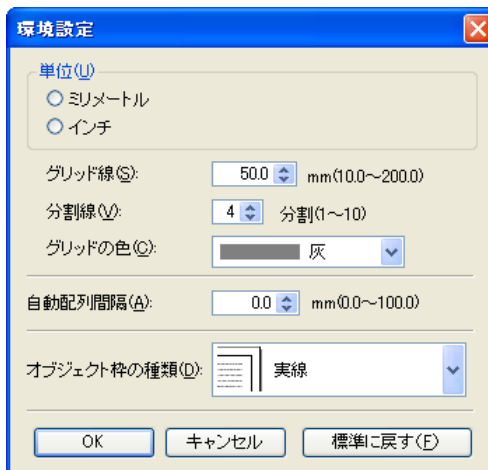 環境設定
単位(U)
ミリメートル
インチ
グリッド線(S): 50.0 mm(10.0～200.0)
分割線(V): 4 分割(1～10)
グリッドの色(C): 灰
自動配列間隔(A): 0.0 mm(0.0～100.0)
オブジェクト枠の種類(D): 実線
OK キャンセル 標準に戻す(F)